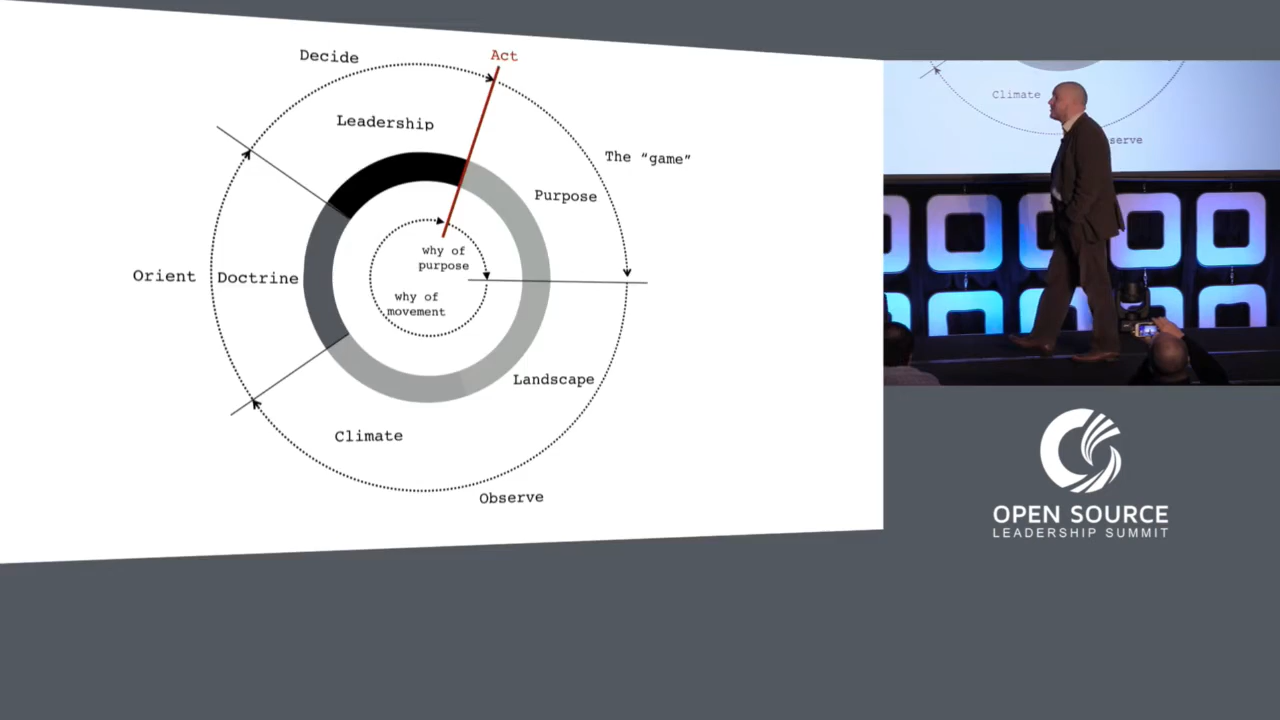 Decide
Act
Leadership
The “game”
Purpose
why of
purpose
Orient
Doctrine
why of
movement
Landscape
Climate
Observe
Climate
serve
OPEN SOURCE
LEADERSHIP SUMMIT